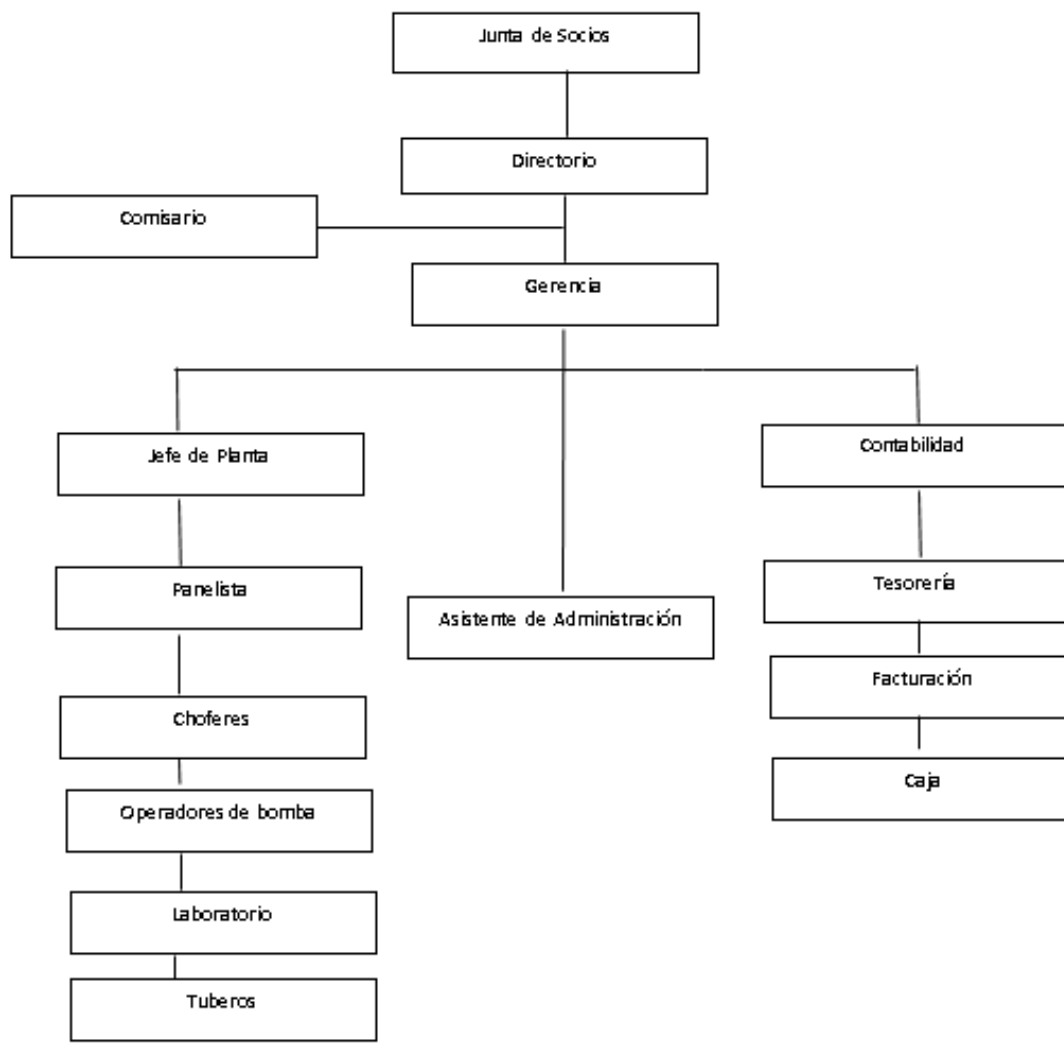 Junta de Socios
Directorio
Comisario
Gerencia
Jefe de Planta
Contabilidad
Panelista
Asistente de Administración
Tesorería
Choferes
Facturación
Operadores de bomba
Caja
Laboratorio
Tuberos